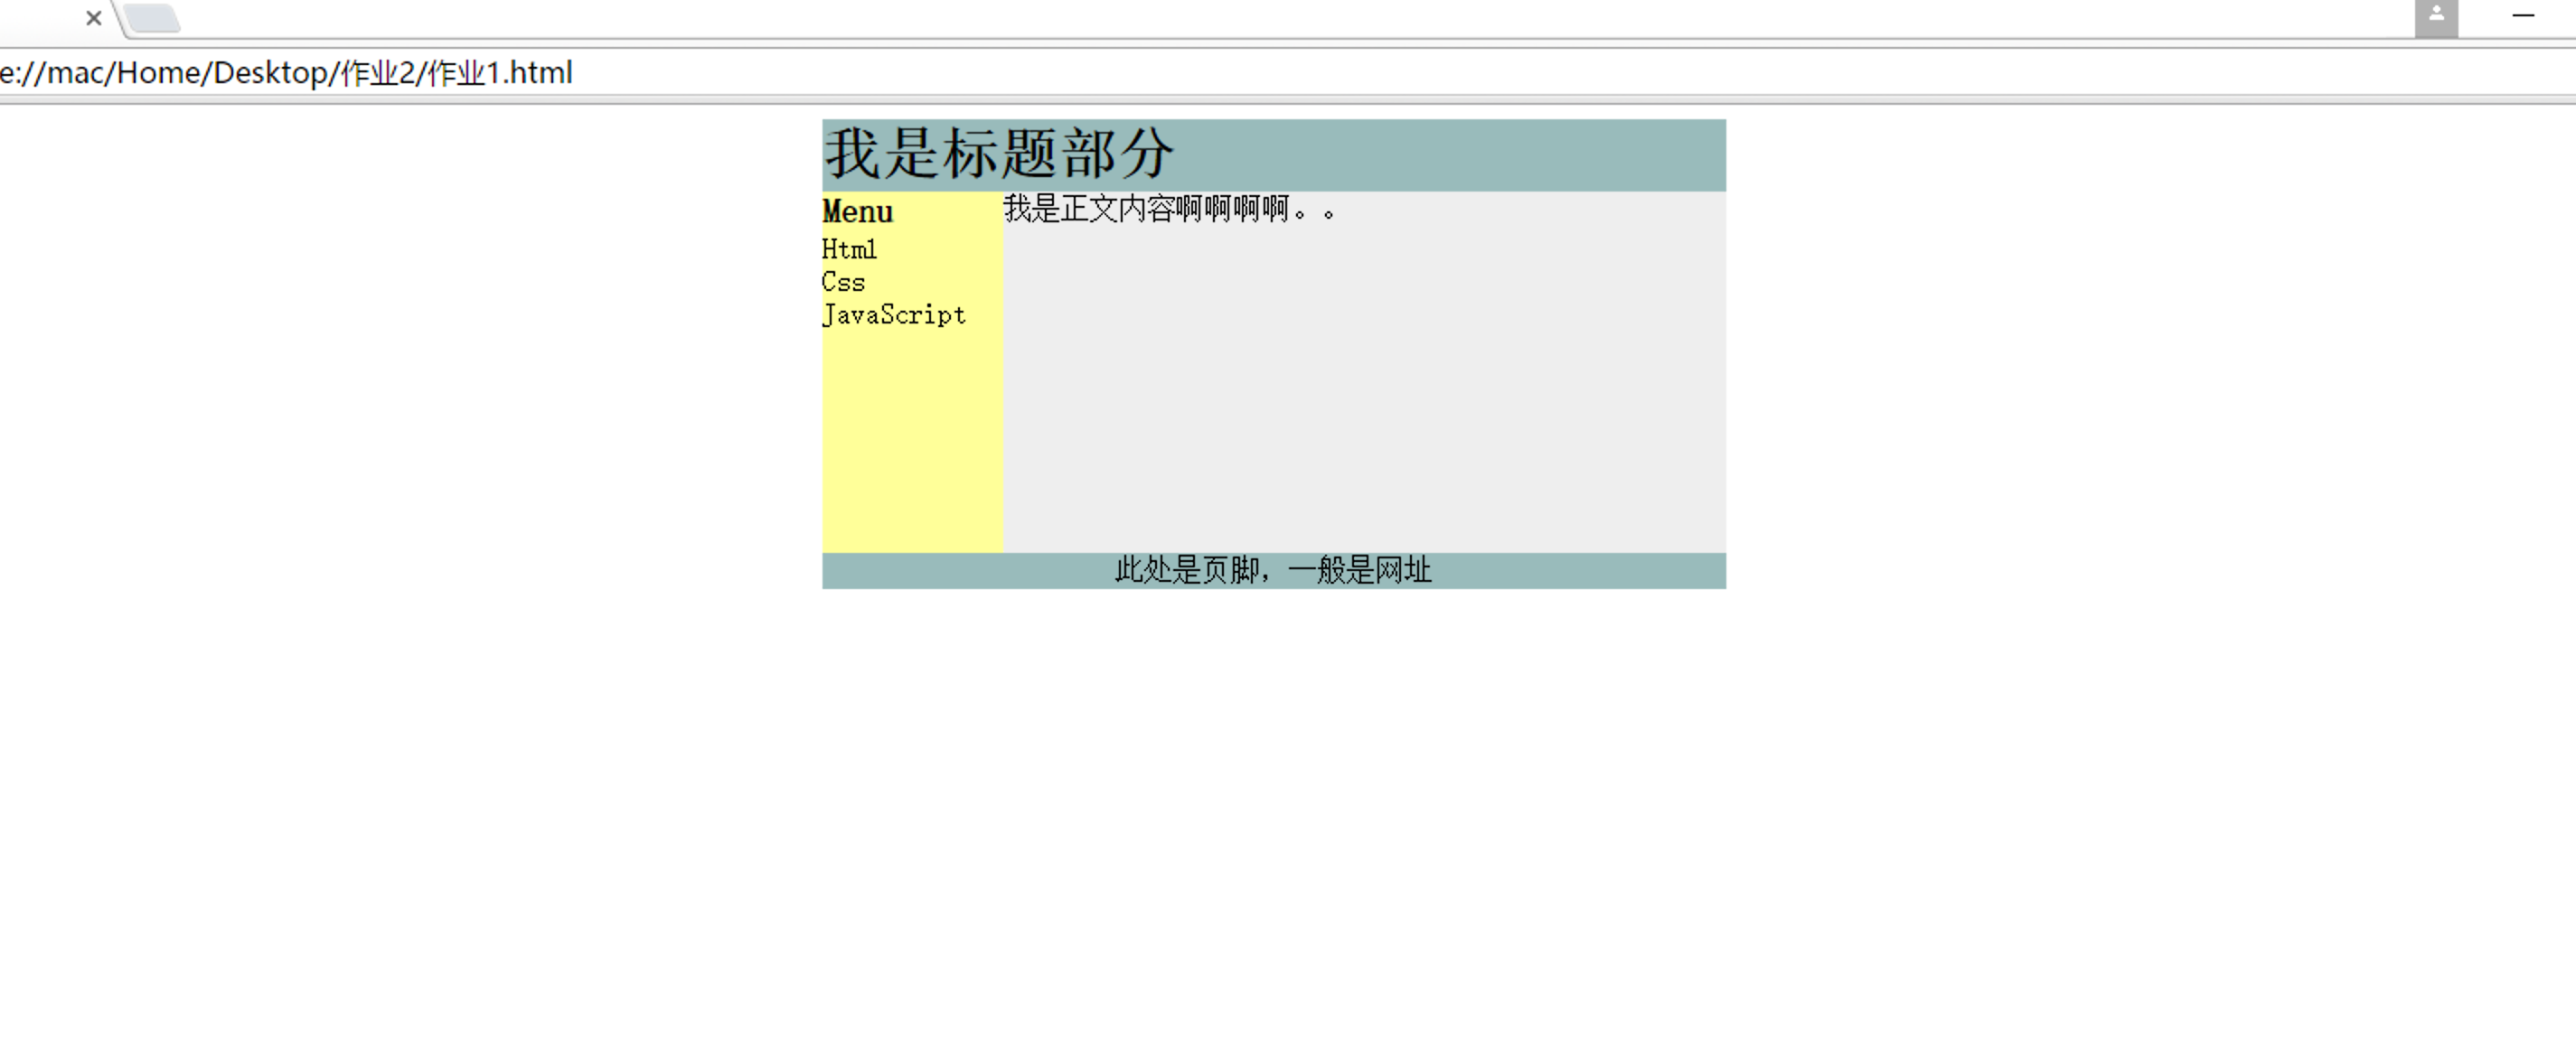 e://mac/Home/Desktop/作业2/作业1.html
我是标题部分
Menu
Html
Css
JavaScript
我是正文内容啊啊啊啊。。
此处是页脚，一般是网址